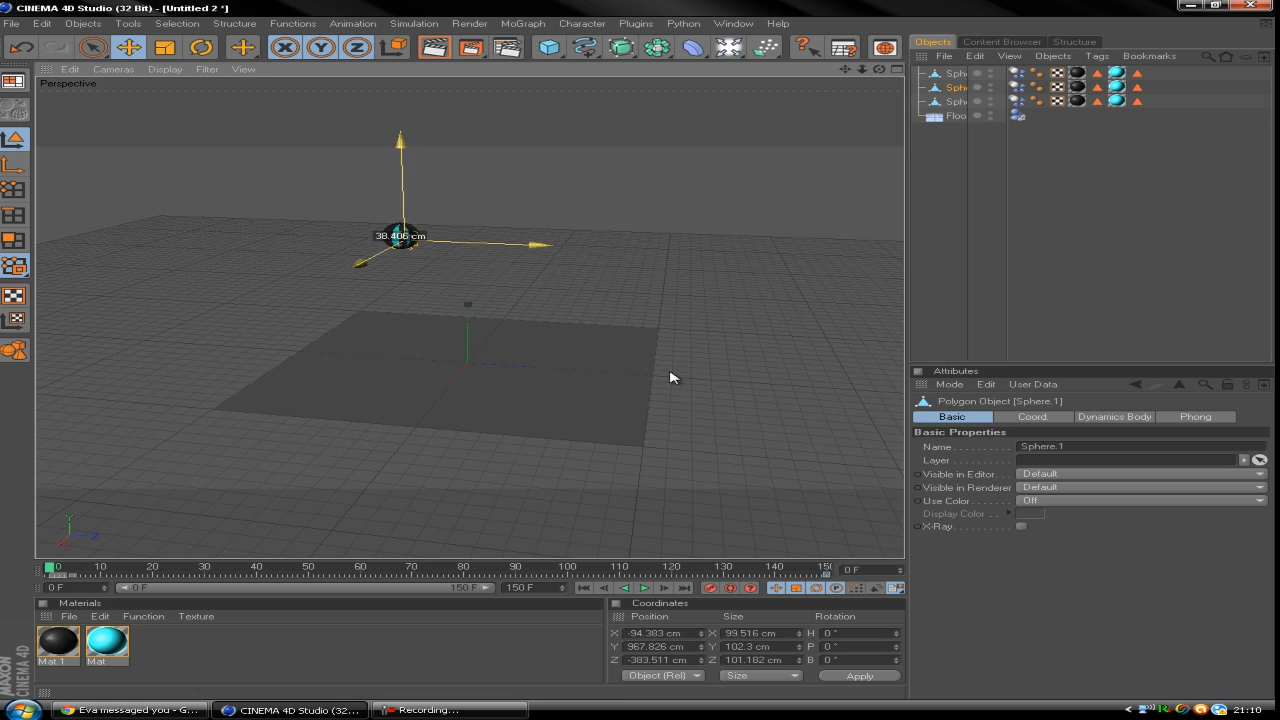 CINEMA 4D Studio (32 Bit) - [Untitled 2 *]
File Edit Objects Tools Selection Structure Functions Animation Simulation Render MoGraph Character Plugins Python Window Help
Edit Cameras Display Filter View
Perspective
38.406 cm
Y
Z
Objects Content Browser Structure
File Edit View Objects Tags Bookmarks
Sphe
Sphe
Sphe
Floo
Attributes
Mode Edit User Data
Polygon Object [Sphere.1]
Basic Coord. Dynamics Body Phong
Basic Properties
Name . . . . . . . . . . Sphere.1
Layer . . . . . . . . . .
Visible in Editor . . . Default
Visible in Renderer Default
Use Color . . . . . . Off
Display Color . . .
X-Ray . . . . . . . . .
0 10 20 30 40 50 60 70 80 90 100 110 120 130 140 150 0 F
0 F 0 F 150 F 150 F
Materials
File Edit Function Texture
Mat.1 Mat
Coordinates
Position Size Rotation
X -94.383 cm X 99.516 cm H 0 °
Y 967.826 cm Y 102.3 cm P 0 °
Z -383.511 cm Z 101.182 cm B 0 °
Object (Rel) Size Apply
MAXON
CINEMA 4D
Eva messaged you - G... CINEMA 4D Studio (32... Recording... 21:10